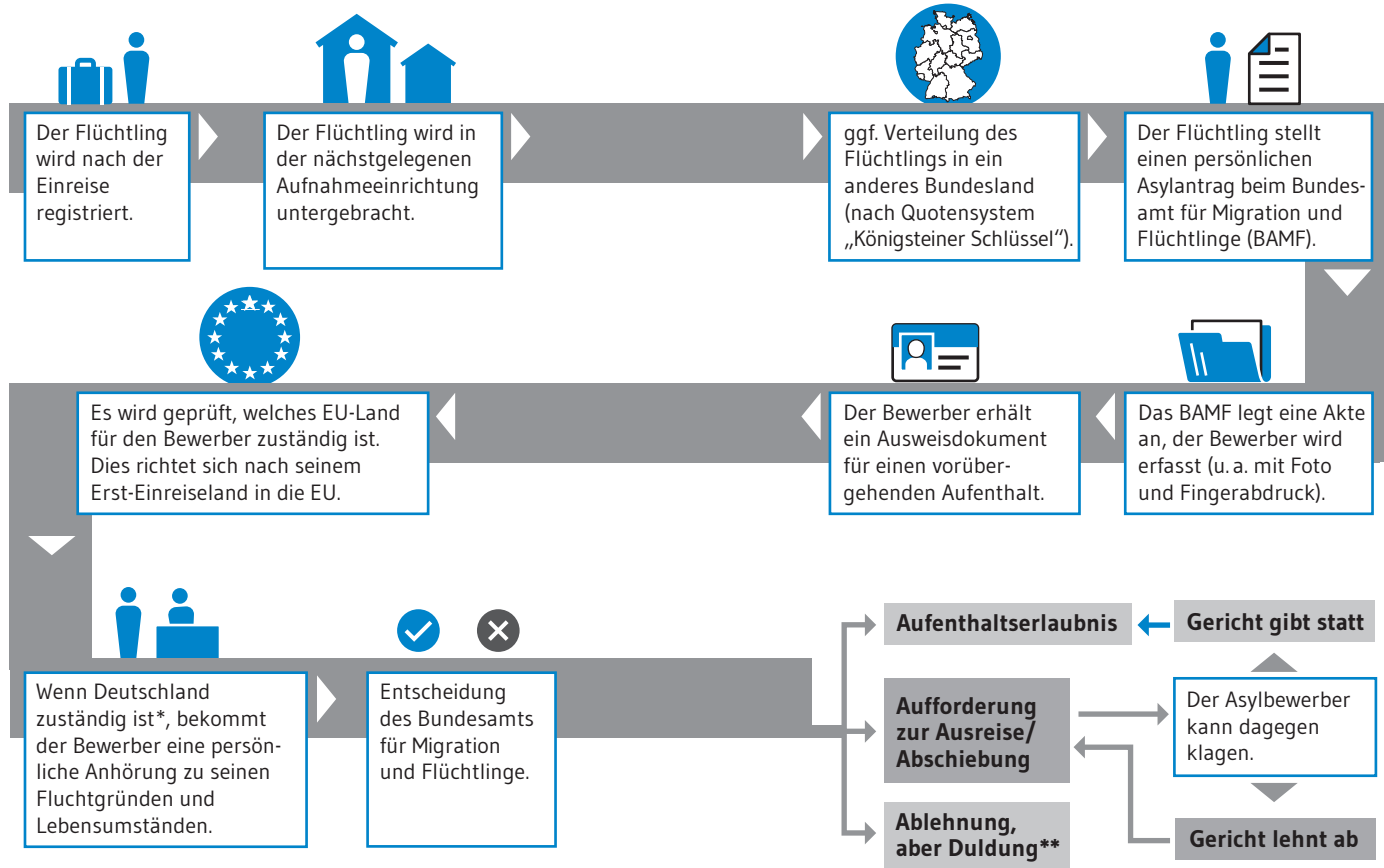 Der Flüchtling
wird nach der
Einreise
registriert.
Der Flüchtling wird in
der nächstgelegenen
Aufnahmeeinrichtung
untergebracht.
ggf. Verteilung des
Flüchtlings in ein
anderes Bundesland
(nach Quotensystem
„Königsteiner Schlüssel“).
Der Flüchtling stellt
einen persönlichen
Asylantrag beim Bundes-
amt für Migration und
Flüchtlinge (BAMF).
Das BAMF legt eine Akte
an, der Bewerber wird
erfasst (u. a. mit Foto
und Fingerabdruck).
Der Bewerber erhält
ein Ausweisdokument
für einen vorüber-
gehenden Aufenthalt.
Es wird geprüft, welches EU-Land
für den Bewerber zuständig ist.
Dies richtet sich nach seinem
Erst-Einreiseland in die EU.
Wenn Deutschland
zuständig ist*, bekommt
der Bewerber eine persön-
liche Anhörung zu seinen
Fluchtgründen und
Lebensumständen.
Entscheidung
des Bundesamts
für Migration
und Flüchtlinge.
Aufenthaltserlaubnis
Aufforderung
zur Ausreise/
Abschiebung
Ablehnung,
aber Duldung**
Gericht gibt statt
Der Asylbewerber
kann dagegen
klagen.
Gericht lehnt ab